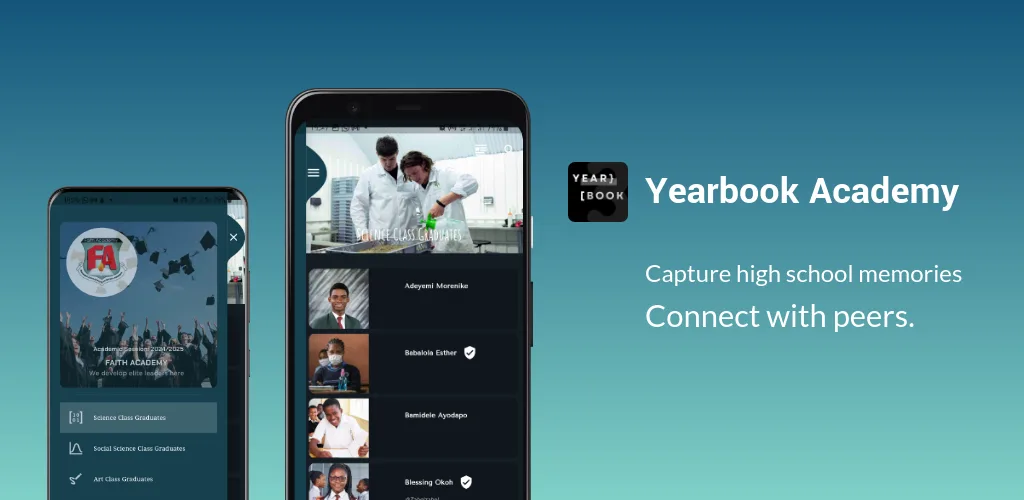 FA
Academic Session: 2024/2025
FAITH ACADEMY
We develop elite leaders here
Science Class Graduates
Social Science Class Graduates
Art Class Graduates
Science Class Graduates
Adeyemi Morenike
Babalola Esther
Bamidele Ayodapo
Blessing Okoh
YEAR}
[BOOK
Yearbook Academy
Capture high school memories
Connect with peers.